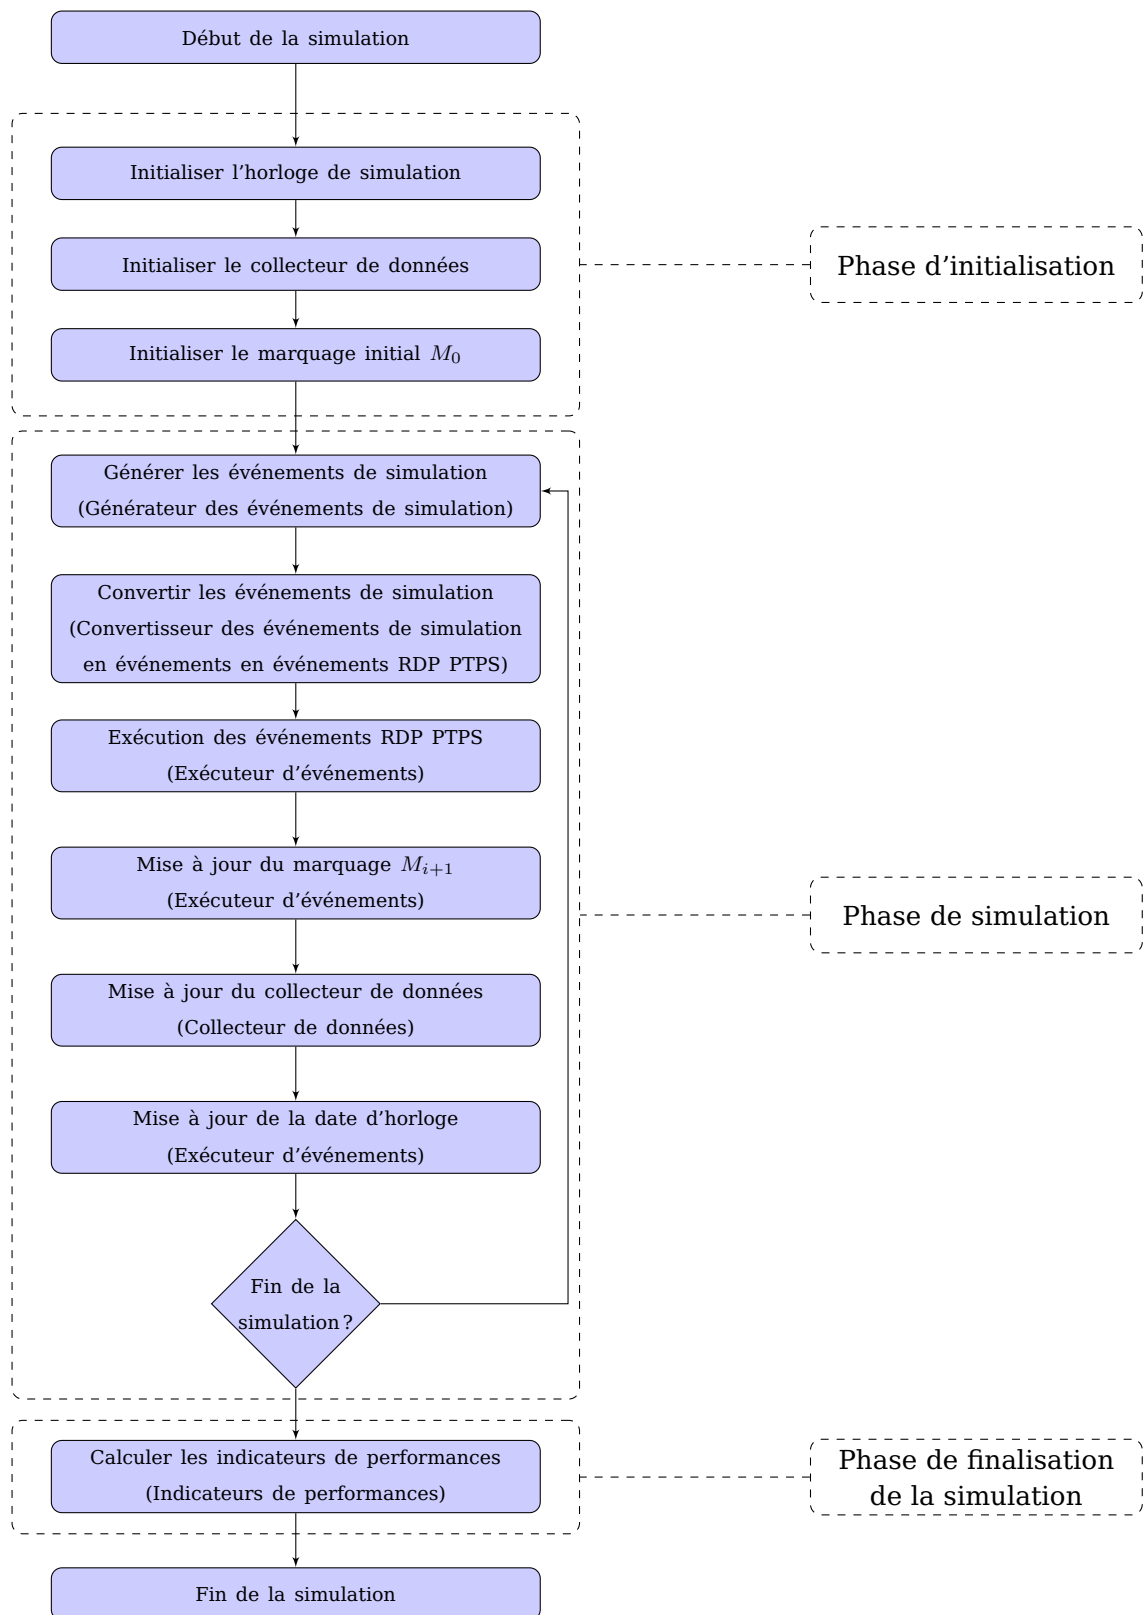 Début de la simulation
Initialiser l'horloge de simulation
Initialiser le collecteur de données
Phase d'initialisation
Initialiser le marquage initial M₀
Générer les événements de simulation
(Générateur des événements de simulation)
Convertir les événements de simulation
(Convertisseur des événements de simulation
en événements en événements RDP PTPS)
Exécution des événements RDP PTPS
(Exécuteur d'événements)
Mise à jour du marquage Mᵢ₊₁
(Exécuteur d'événements)
Phase de simulation
Mise à jour du collecteur de données
(Collecteur de données)
Mise à jour de la date d'horloge
(Exécuteur d'événements)
Fin de la
simulation ?
Calculer les indicateurs de performances
(Indicateurs de performances)
Phase de finalisation
de la simulation
Fin de la simulation